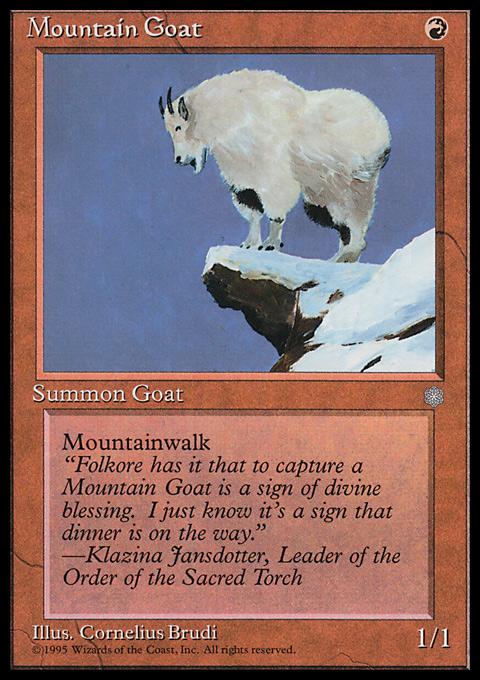 Mountain Goat
Summon Goat
Mountainwalk
“Folkore has it that to capture a
Mountain Goat is a sign of divine
blessing. I just know it’s a sign that
dinner is on the way.”
—Klazina Jansdotter, Leader of the
Order of the Sacred Torch
Illus. Cornelius Brudi
1/1
©1995 Wizards of the Coast, Inc. All rights reserved.